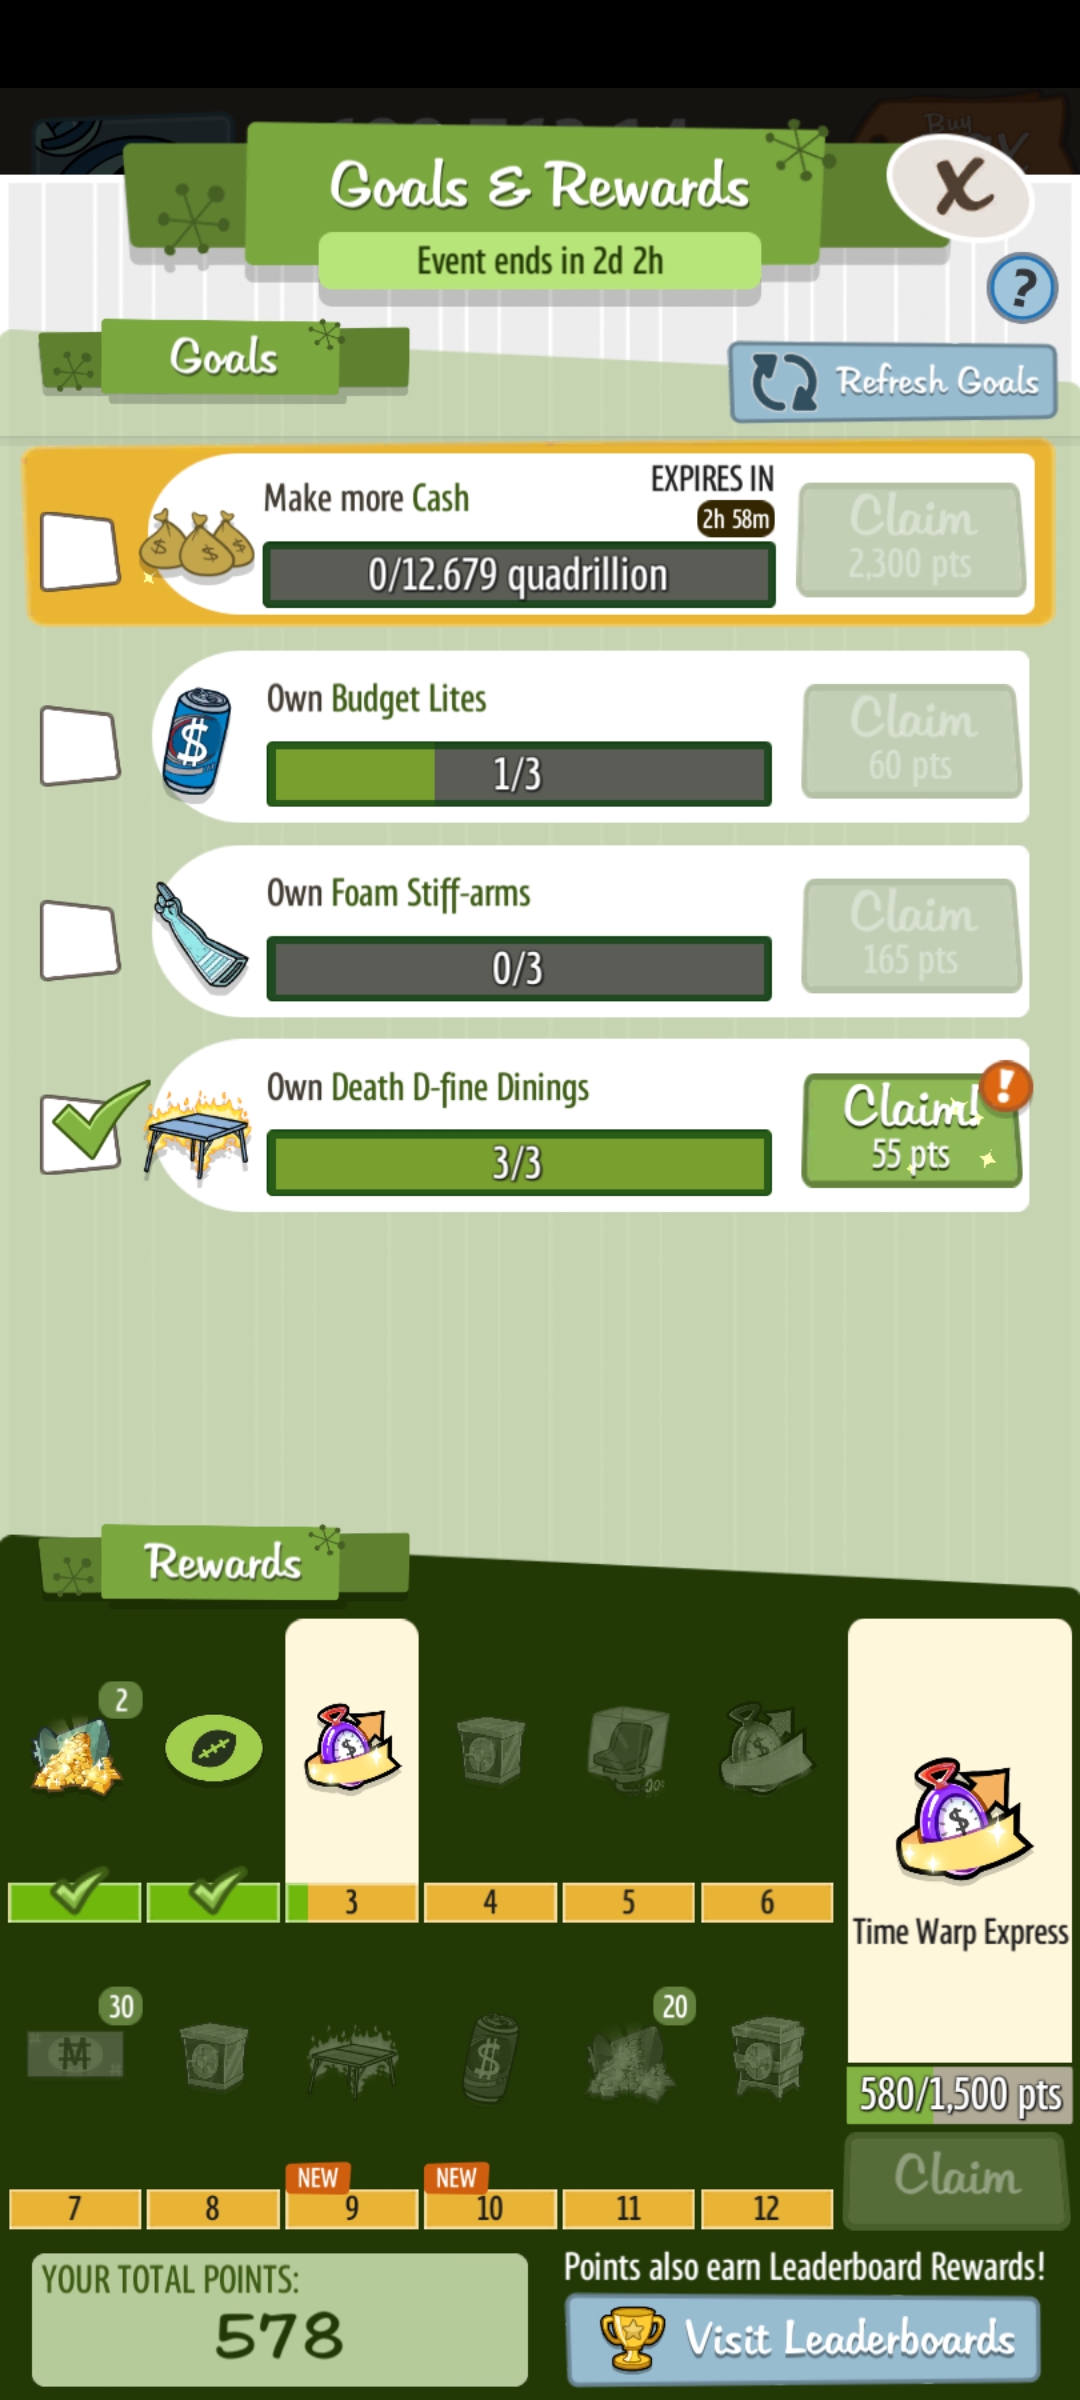 Buy
Goals & Rewards
X
Event ends in 2d 2h
?
Goals
Refresh Goals
Make more Cash
EXPIRES IN
2h 58m
0/12.679 quadrillion
Claim
2,300 pts
Own Budget Lites
1/3
Claim
60 pts
Own Foam Stiff-arms
0/3
Claim
165 pts
Own Death D-fine Dinings
3/3
Claim!
55 pts
!
Rewards
2
3
4
5
6
Time Warp Express
30
20
580/1,500 pts
NEW
NEW
7
8
9
10
11
12
Claim
YOUR TOTAL POINTS:
578
Points also earn Leaderboard Rewards!
Visit Leaderboards